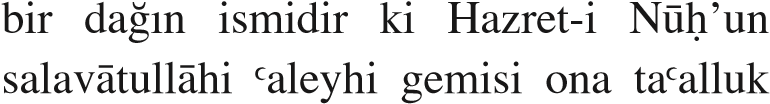 bir dağın ismidir ki Hazret-i Nūḥ’un
salavātullāhi ʿaleyhi gemisi ona taʿalluk